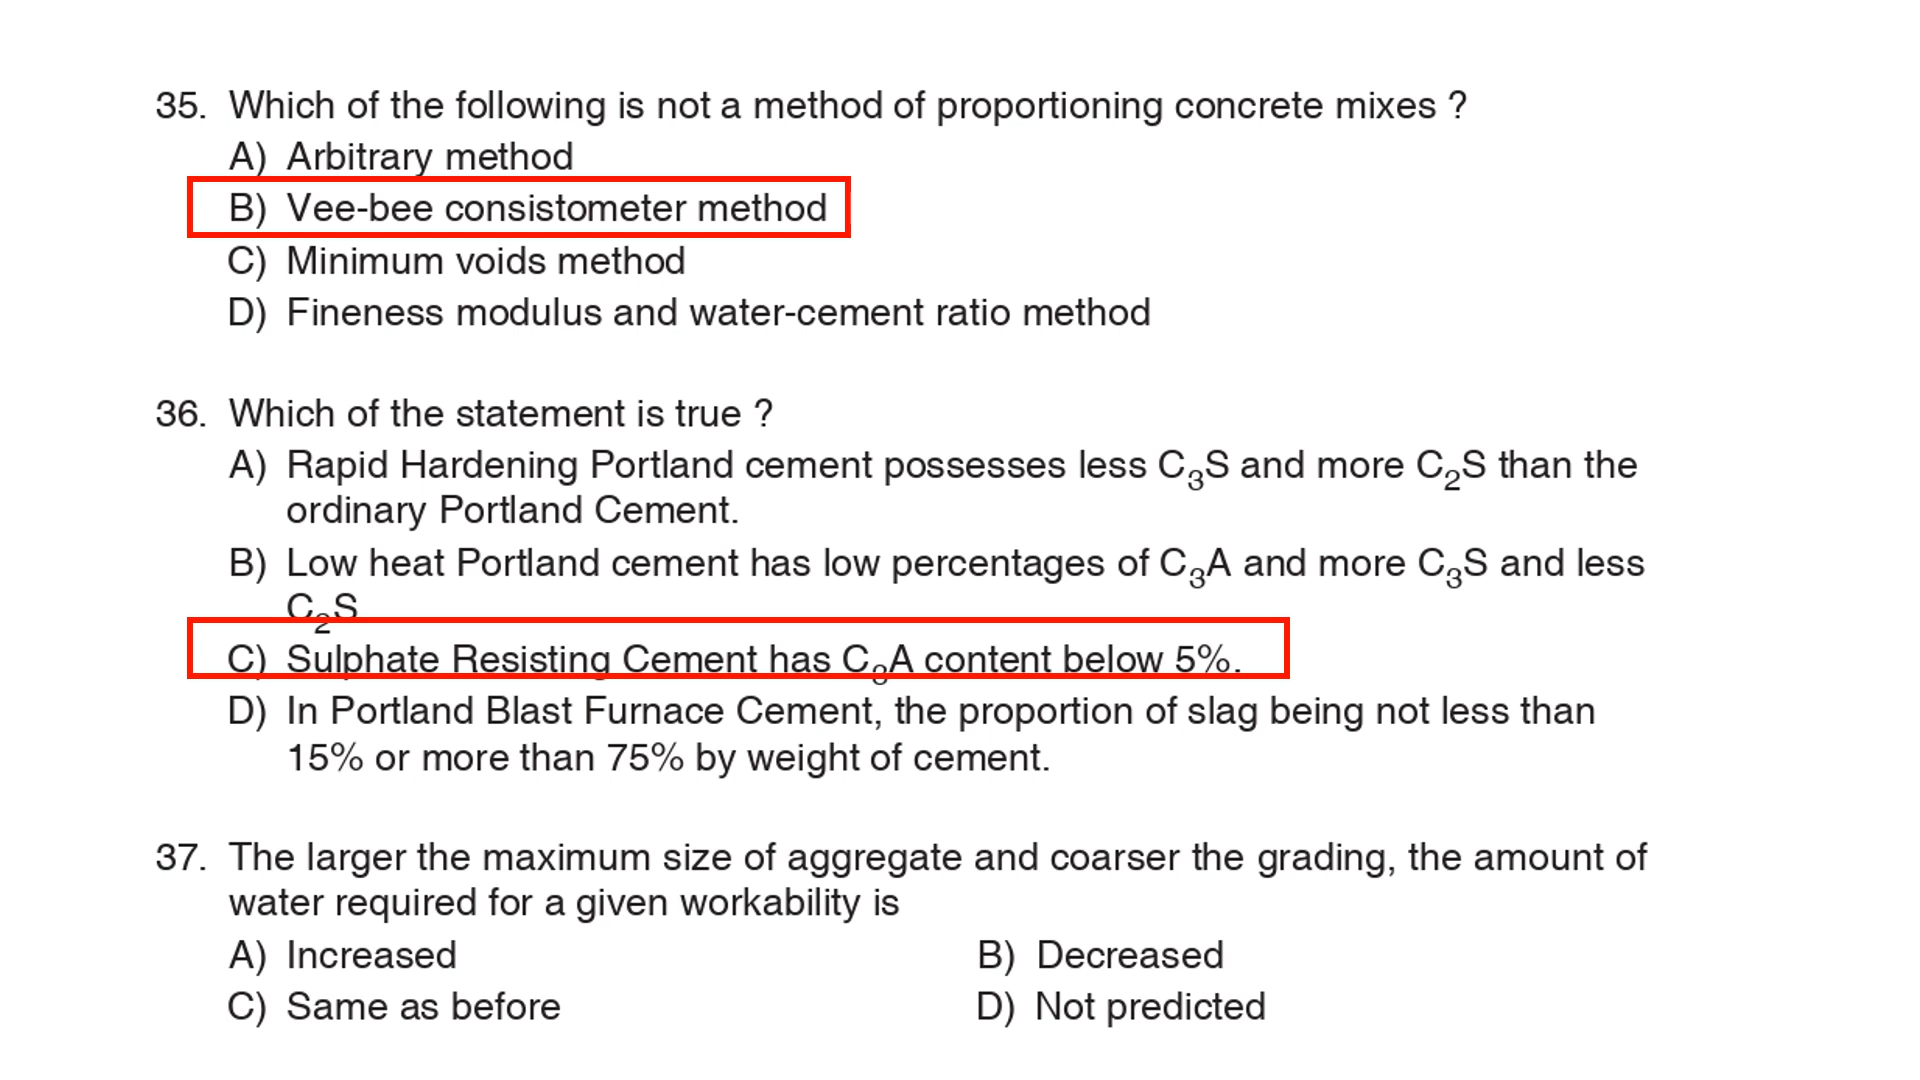 35. Which of the following is not a method of proportioning concrete mixes ?
A) Arbitrary method
B) Vee-bee consistometer method
C) Minimum voids method
D) Fineness modulus and water-cement ratio method
36. Which of the statement is true ?
A) Rapid Hardening Portland cement possesses less C₃S and more C₂S than the
ordinary Portland Cement.
B) Low heat Portland cement has low percentages of C₃A and more C₃S and less
C₂S
C) Sulphate Resisting Cement has C₃A content below 5%.
D) In Portland Blast Furnace Cement, the proportion of slag being not less than
15% or more than 75% by weight of cement.
37. The larger the maximum size of aggregate and coarser the grading, the amount of
water required for a given workability is
A) Increased B) Decreased
C) Same as before D) Not predicted